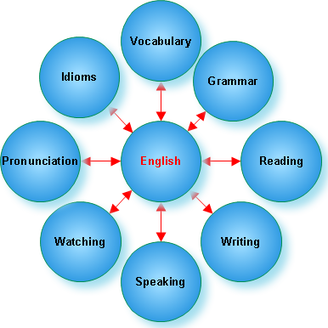 Vocabulary
Idioms
Grammar
Pronunciation
English
Reading
Watching
Writing
Speaking